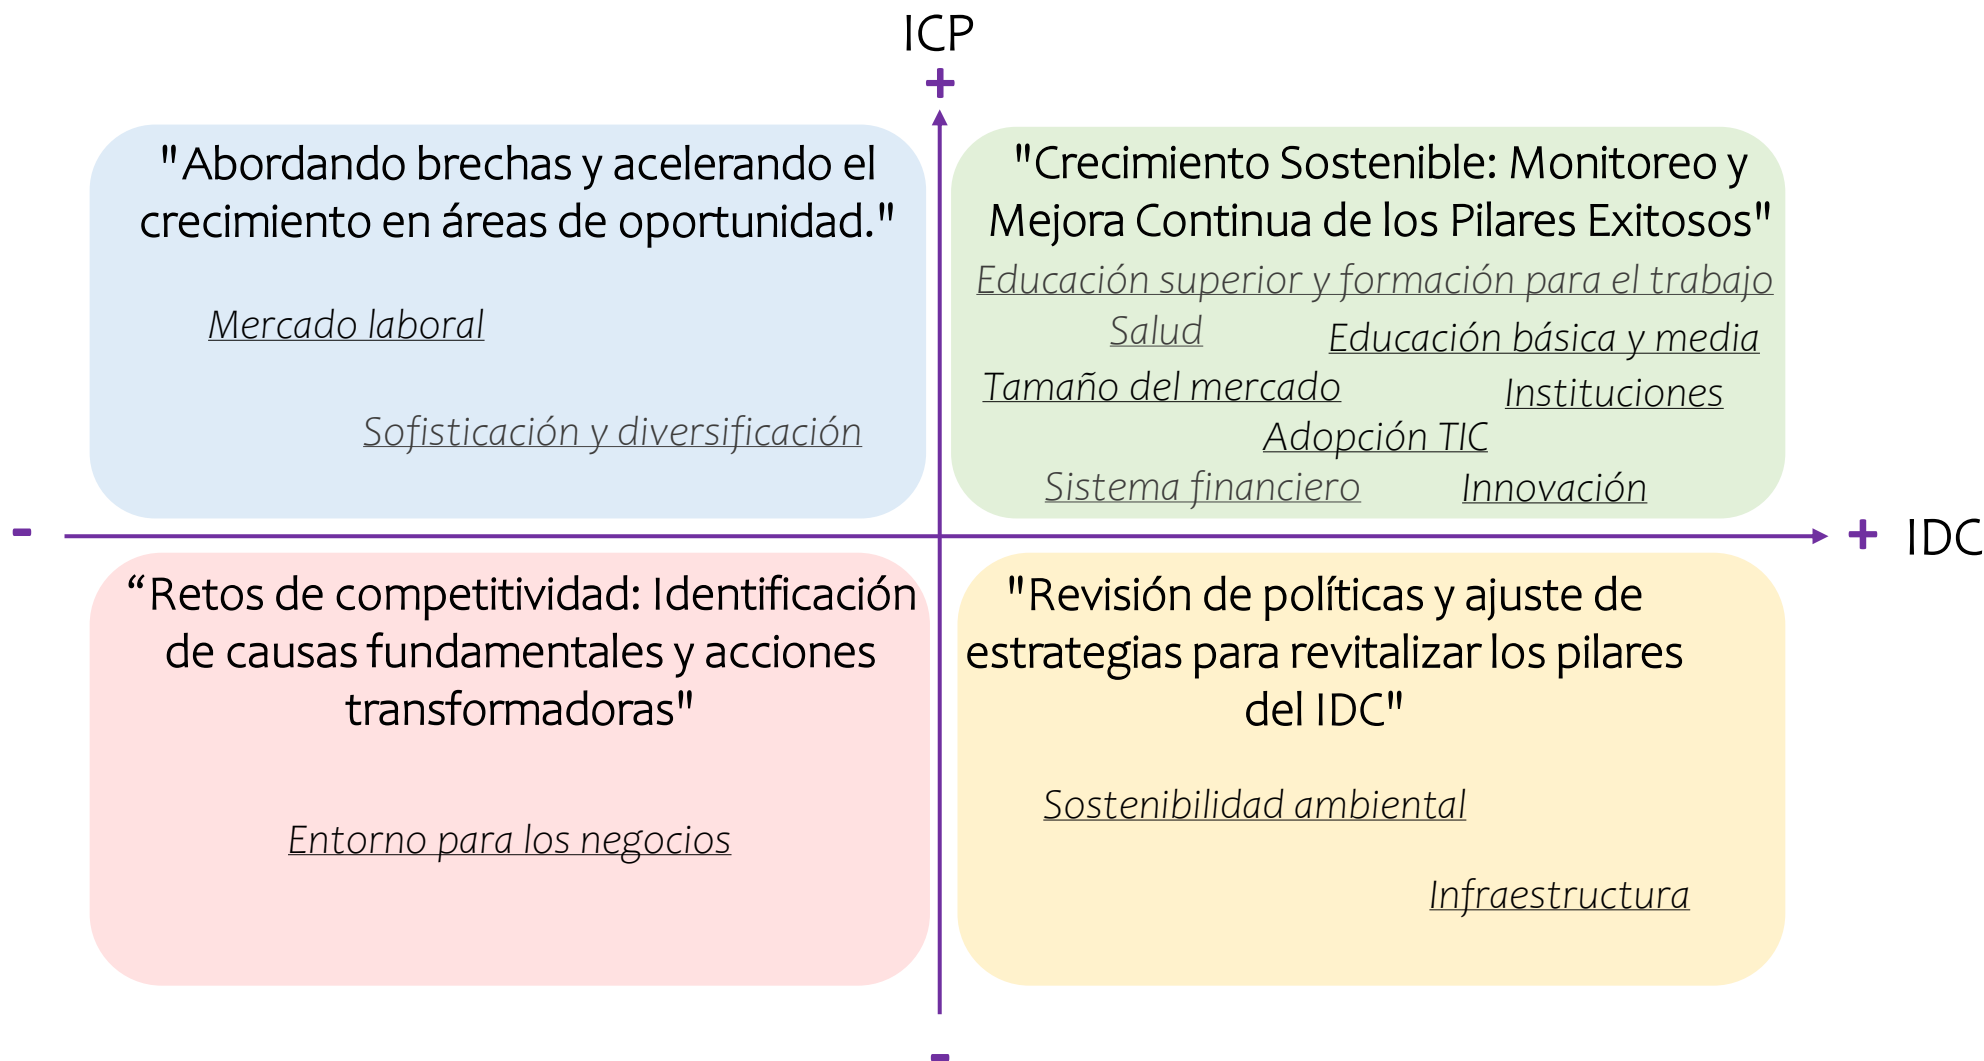 ICP
+
"Abordando brechas y acelerando el
crecimiento en áreas de oportunidad."
Mercado laboral
Sofisticación y diversificación
"Crecimiento Sostenible: Monitoreo y
Mejora Continua de los Pilares Exitosos"
Educación superior y formación para el trabajo
Salud
Educación básica y media
Tamaño del mercado
Instituciones
Adopción TIC
Sistema financiero
Innovación
-
+ IDC
“Retos de competitividad: Identificación
de causas fundamentales y acciones
transformadoras"
Entorno para los negocios
"Revisión de políticas y ajuste de
estrategias para revitalizar los pilares
del IDC"
Sostenibilidad ambiental
Infraestructura
-